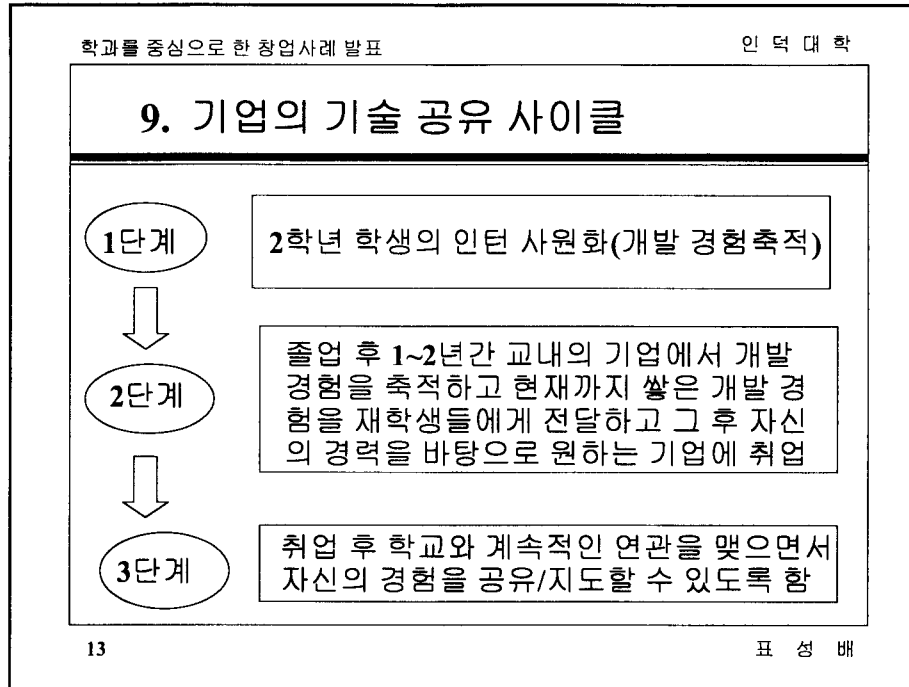 학과를 중심으로 한 창업사례 발표
인 덕 대 학
9. 기업의 기술 공유 사이클
1단계
2학년 학생의 인턴 사원화(개발 경험축적)
2단계
졸업 후 1~2년간 교내의 기업에서 개발
경험을 축적하고 현재까지 쌓은 개발 경
험을 재학생들에게 전달하고 그 후 자신
의 경력을 바탕으로 원하는 기업에 취업
3단계
취업 후 학교와 계속적인 연관을 맺으면서
자신의 경험을 공유/지도할 수 있도록 함
13
표 성 배